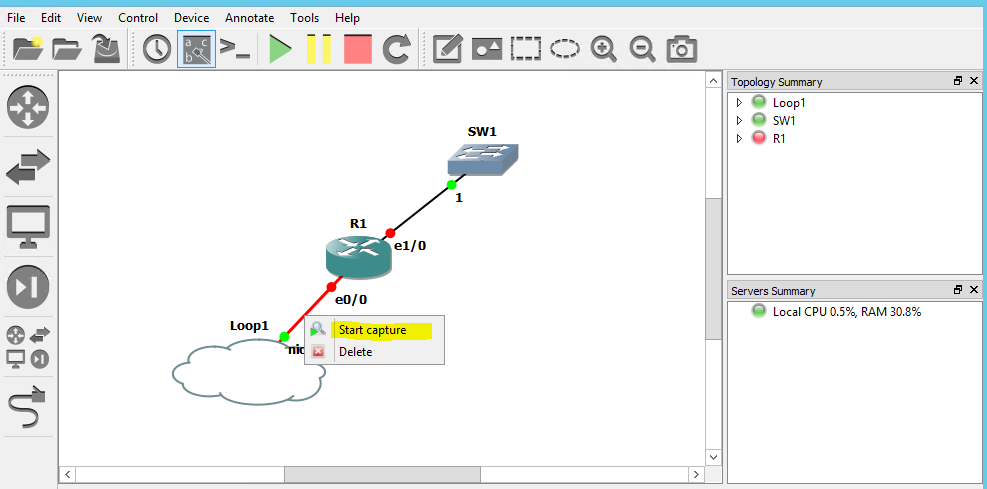 File Edit View Control Device Annotate Tools Help
a c
b
>_
Topology Summary
Loop1
SW1
R1
SW1
1
R1
e1/0
e0/0
Loop1
nio
Start capture
Delete
Servers Summary
Local CPU 0.5%, RAM 30.8%